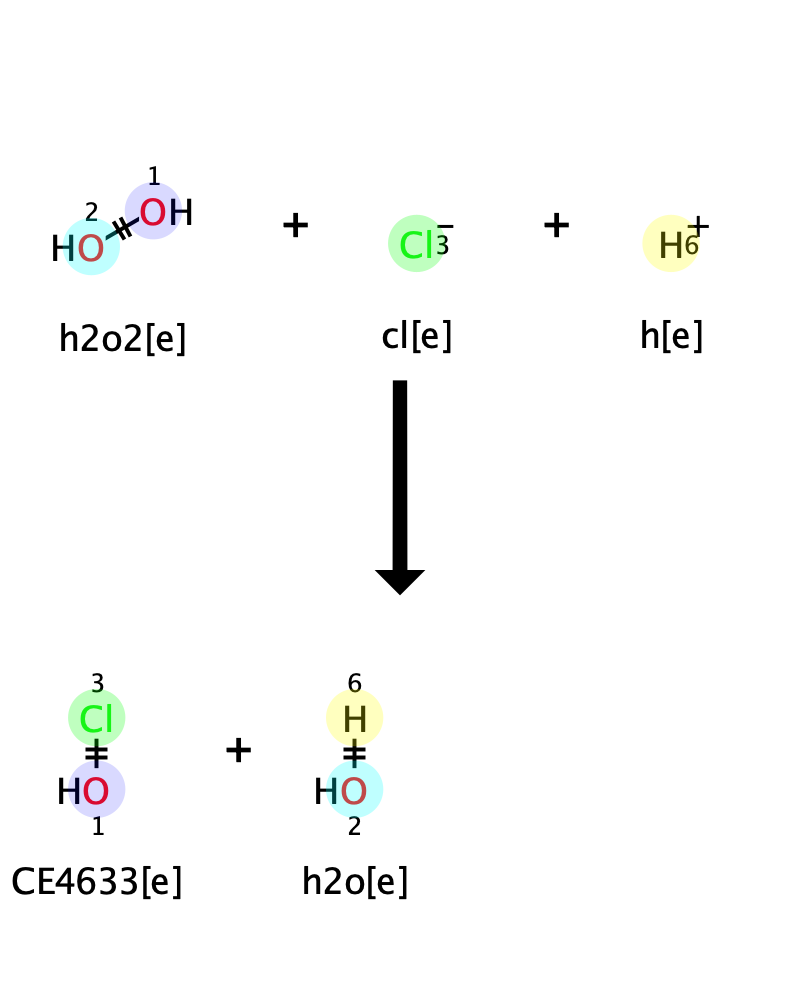 1
2
HO OH + Cl⁻ 3 + H⁺ 6
h2o2[e] cl[e] h[e]
3 6
Cl + H
HO HO
1 2
CE4633[e] h2o[e]